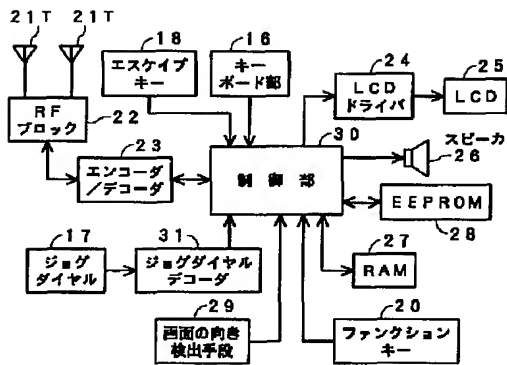 21T 21T
18
エスケイプ
キー
16
キー
ボード部
24
LCD
ドライバ
25
LCD
RF
ブロック
22
30
スピーカ
26
23
エンコーダ
/デコーダ
制御部
EEPROM
28
17
ジョグ
ダイヤル
31
ジョグダイヤル
デコーダ
27
RAM
29
画面の向き
検出手段
20
ファンクション
キー